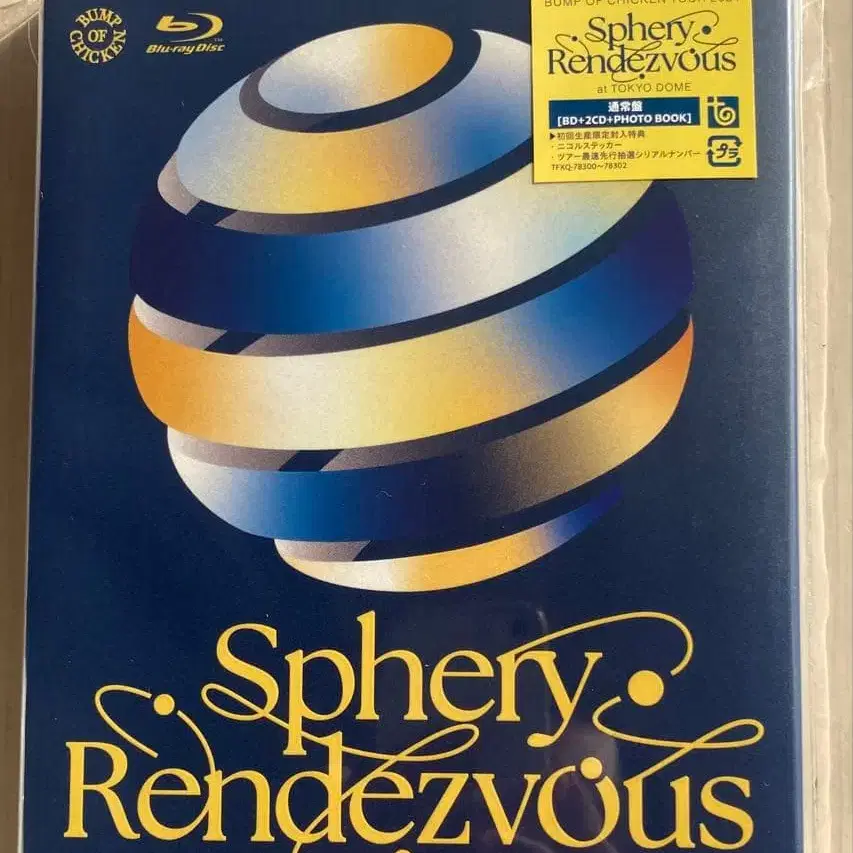 BUMP OF CHICKEN
Blu-ray Disc
BUMP OF CHICKEN TOUR 2024
Sphery
Rendezvous
at TOKYO DOME
通常盤
[BD+2CD+PHOTO BOOK]
▶初回生産限定封入特典
・ニコルステッカー
・ツアー最速先行抽選シリアルナンバー
TFXQ-78300〜78302
プラ
Sphery
Rendezvous